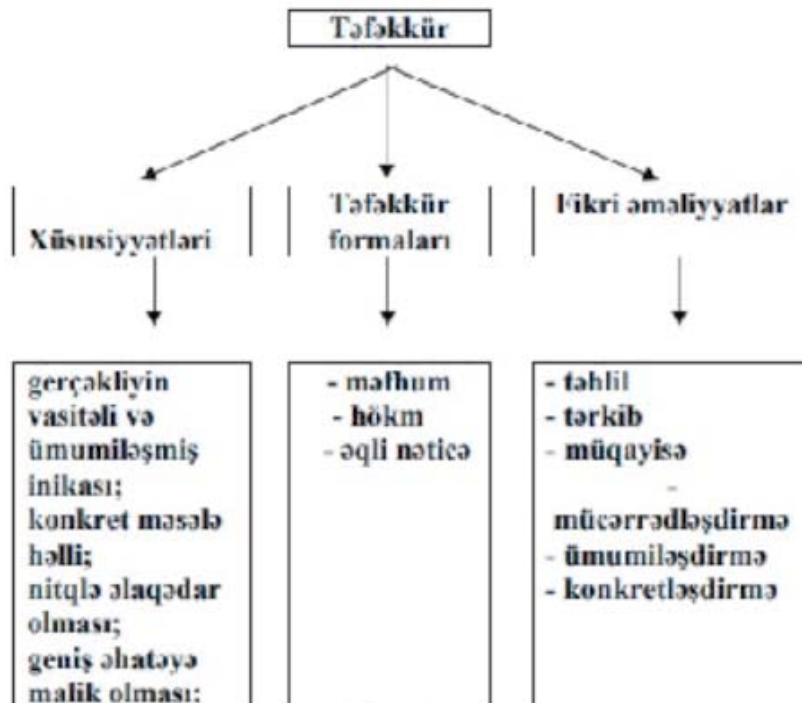 Təfəkkür
Xüsusiyyətləri
Təfəkkür
formaları
Fikri əməliyyatlar
gerçəkliyin
vasitəli və
ümumiləşmiş
inikası;
konkret məsələ
həlli;
nitqlə əlaqədar
olması;
geniş əhatəyə
malik olması;
- məfhum
- hökm
- əqli nəticə
- təhlil
- tərkib
- müqayisə
-
mücərrədləşdirmə
- ümumiləşdirmə
- konkretləşdirmə